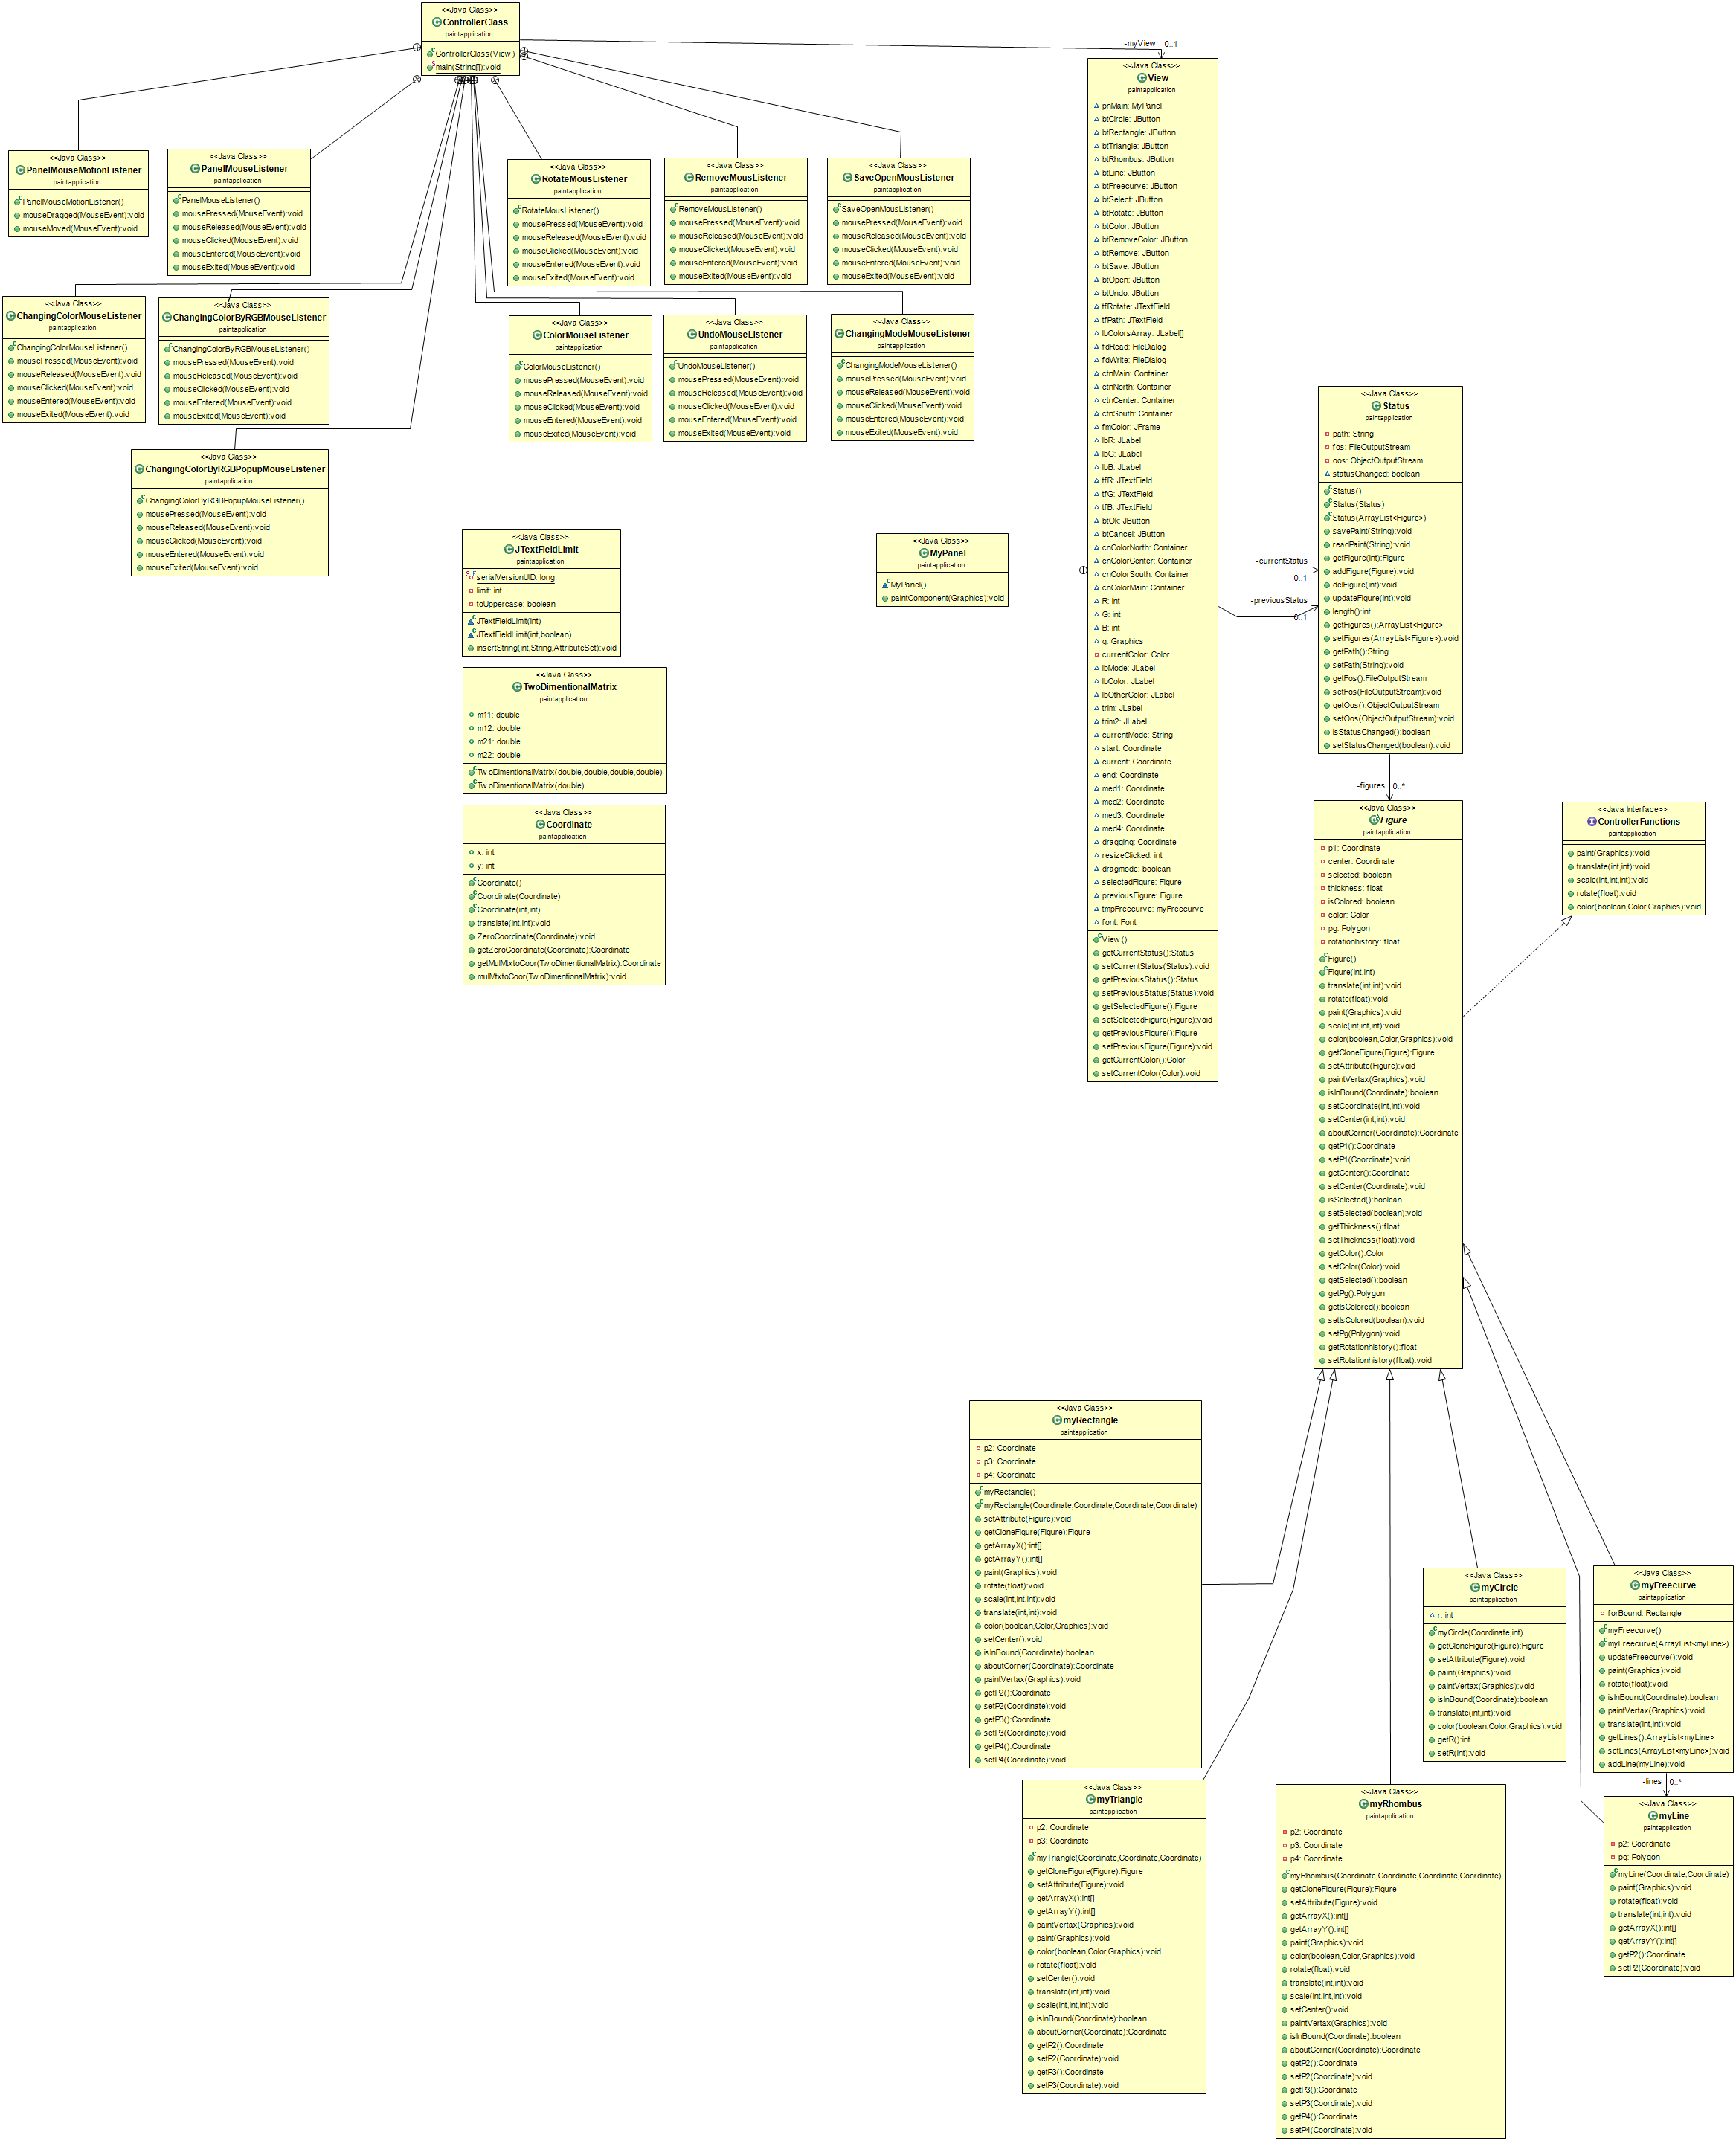 <<Java Class>>
ControllerClass
paintapplication
ControllerClass(View)
main(String[]):void
-myView 0..1
<<Java Class>>
PanelMouseMotionListener
paintapplication
PanelMouseMotionListener()
mouseDragged(MouseEvent):void
mouseMoved(MouseEvent):void
<<Java Class>>
PanelMouseListener
paintapplication
PanelMouseListener()
mousePressed(MouseEvent):void
mouseReleased(MouseEvent):void
mouseClicked(MouseEvent):void
mouseEntered(MouseEvent):void
mouseExited(MouseEvent):void
<<Java Class>>
RotateMousListener
paintapplication
RotateMousListener()
mousePressed(MouseEvent):void
mouseReleased(MouseEvent):void
mouseClicked(MouseEvent):void
mouseEntered(MouseEvent):void
mouseExited(MouseEvent):void
<<Java Class>>
RemoveMousListener
paintapplication
RemoveMousListener()
mousePressed(MouseEvent):void
mouseReleased(MouseEvent):void
mouseClicked(MouseEvent):void
mouseEntered(MouseEvent):void
mouseExited(MouseEvent):void
<<Java Class>>
SaveOpenMousListener
paintapplication
SaveOpenMousListener()
mousePressed(MouseEvent):void
mouseReleased(MouseEvent):void
mouseClicked(MouseEvent):void
mouseEntered(MouseEvent):void
mouseExited(MouseEvent):void
<<Java Class>>
ChangingColorMouseListener
paintapplication
ChangingColorMouseListener()
mousePressed(MouseEvent):void
mouseReleased(MouseEvent):void
mouseClicked(MouseEvent):void
mouseEntered(MouseEvent):void
mouseExited(MouseEvent):void
<<Java Class>>
ChangingColorByRGBMouseListener
paintapplication
ChangingColorByRGBMouseListener()
mousePressed(MouseEvent):void
mouseReleased(MouseEvent):void
mouseClicked(MouseEvent):void
mouseEntered(MouseEvent):void
mouseExited(MouseEvent):void
<<Java Class>>
ColorMouseListener
paintapplication
ColorMouseListener()
mousePressed(MouseEvent):void
mouseReleased(MouseEvent):void
mouseClicked(MouseEvent):void
mouseEntered(MouseEvent):void
mouseExited(MouseEvent):void
<<Java Class>>
UndoMouseListener
paintapplication
UndoMouseListener()
mousePressed(MouseEvent):void
mouseReleased(MouseEvent):void
mouseClicked(MouseEvent):void
mouseEntered(MouseEvent):void
mouseExited(MouseEvent):void
<<Java Class>>
ChangingModeMouseListener
paintapplication
ChangingModeMouseListener()
mousePressed(MouseEvent):void
mouseReleased(MouseEvent):void
mouseClicked(MouseEvent):void
mouseEntered(MouseEvent):void
mouseExited(MouseEvent):void
<<Java Class>>
ChangingColorByRGBPopupMouseListener
paintapplication
ChangingColorByRGBPopupMouseListener()
mousePressed(MouseEvent):void
mouseReleased(MouseEvent):void
mouseClicked(MouseEvent):void
mouseEntered(MouseEvent):void
mouseExited(MouseEvent):void
<<Java Class>>
JTextFieldLimit
paintapplication
serialVersionUID: long
limit: int
toUppercase: boolean
JTextFieldLimit(int)
JTextFieldLimit(int,boolean)
insertString(int,String,AttributeSet):void
<<Java Class>>
TwoDimentionalMatrix
paintapplication
m11: double
m12: double
m21: double
m22: double
TwoDimentionalMatrix(double,double,double,double)
TwoDimentionalMatrix(double)
<<Java Class>>
Coordinate
paintapplication
x: int
y: int
Coordinate()
Coordinate(Coordinate)
Coordinate(int,int)
translate(int,int):void
ZeroCoordinate(Coordinate):void
getZeroCoordinate(Coordinate):Coordinate
getMulMtxtoCoor(TwoDimentionalMatrix):Coordinate
mulMtxtoCoor(TwoDimentionalMatrix):void
<<Java Class>>
MyPanel
paintapplication
MyPanel()
paintComponent(Graphics):void
<<Java Class>>
View
paintapplication
pnMain: MyPanel
btCircle: JButton
btRectangle: JButton
btTriangle: JButton
btRhombus: JButton
btLine: JButton
btFreecurve: JButton
btSelect: JButton
btRotate: JButton
btColor: JButton
btRemoveColor: JButton
btRemove: JButton
btSave: JButton
btOpen: JButton
btUndo: JButton
tfRotate: JTextField
tfPath: JTextField
lbColorsArray: JLabel[]
fdRead: FileDialog
fdWrite: FileDialog
ctnMain: Container
ctnNorth: Container
ctnCenter: Container
ctnSouth: Container
fmColor: JFrame
lbR: JLabel
lbG: JLabel
lbB: JLabel
tfR: JTextField
tfG: JTextField
tfB: JTextField
btOk: JButton
btCancel: JButton
cnColorNorth: Container
cnColorCenter: Container
cnColorSouth: Container
cnColorMain: Container
R: int
G: int
B: int
g: Graphics
currentColor: Color
lbMode: JLabel
lbColor: JLabel
lbOtherColor: JLabel
trim: JLabel
trim2: JLabel
currentMode: String
start: Coordinate
current: Coordinate
end: Coordinate
med1: Coordinate
med2: Coordinate
med3: Coordinate
med4: Coordinate
dragging: Coordinate
resizeClicked: int
dragmode: boolean
selectedFigure: Figure
previousFigure: Figure
tmpFreecurve: myFreecurve
font: Font
View()
getCurrentStatus():Status
setCurrentStatus(Status):void
getPreviousStatus():Status
setPreviousStatus(Status):void
getSelectedFigure():Figure
setSelectedFigure(Figure):void
getPreviousFigure():Figure
setPreviousFigure(Figure):void
getCurrentColor():Color
setCurrentColor(Color):void
-currentStatus
0..1
-previousStatus
0..1
<<Java Class>>
Status
paintapplication
path: String
fos: FileOutputStream
oos: ObjectOutputStream
statusChanged: boolean
Status()
Status(Status)
Status(ArrayList<Figure>)
savePaint(String):void
readPaint(String):void
getFigure(int):Figure
addFigure(Figure):void
delFigure(int):void
updateFigure(int):void
length():int
getFigures():ArrayList<Figure>
setFigures(ArrayList<Figure>):void
getPath():String
setPath(String):void
getFos():FileOutputStream
setFos(FileOutputStream):void
getOos():ObjectOutputStream
setOos(ObjectOutputStream):void
isStatusChanged():boolean
setStatusChanged(boolean):void
-figures 0..*
<<Java Class>>
Figure
paintapplication
p1: Coordinate
center: Coordinate
selected: boolean
thickness: float
isColored: boolean
color: Color
pg: Polygon
rotationhistory: float
Figure()
Figure(int,int)
translate(int,int):void
rotate(float):void
paint(Graphics):void
scale(int,int,int):void
color(boolean,Color,Graphics):void
getCloneFigure(Figure):Figure
setAttribute(Figure):void
paintVertax(Graphics):void
isInBound(Coordinate):boolean
setCoordinate(int,int):void
setCenter(int,int):void
aboutCorner(Coordinate):Coordinate
getP1():Coordinate
setP1(Coordinate):void
getCenter():Coordinate
setCenter(Coordinate):void
isSelected():boolean
setSelected(boolean):void
getThickness():float
setThickness(float):void
getColor():Color
setColor(Color):void
getSelected():boolean
getPg():Polygon
getIsColored():boolean
setIsColored(boolean):void
setPg(Polygon):void
getRotationhistory():float
setRotationhistory(float):void
<<Java Interface>>
ControllerFunctions
paintapplication
paint(Graphics):void
translate(int,int):void
scale(int,int,int):void
rotate(float):void
color(boolean,Color,Graphics):void
<<Java Class>>
myRectangle
paintapplication
p2: Coordinate
p3: Coordinate
p4: Coordinate
myRectangle()
myRectangle(Coordinate,Coordinate,Coordinate,Coordinate)
setAttribute(Figure):void
getCloneFigure(Figure):Figure
getArrayX():int[]
getArrayY():int[]
paint(Graphics):void
rotate(float):void
scale(int,int,int):void
translate(int,int):void
color(boolean,Color,Graphics):void
setCenter():void
isInBound(Coordinate):boolean
aboutCorner(Coordinate):Coordinate
paintVertax(Graphics):void
getP2():Coordinate
setP2(Coordinate):void
getP3():Coordinate
setP3(Coordinate):void
getP4():Coordinate
setP4(Coordinate):void
<<Java Class>>
myCircle
paintapplication
r: int
myCircle(Coordinate,int)
getCloneFigure(Figure):Figure
setAttribute(Figure):void
paint(Graphics):void
paintVertax(Graphics):void
isInBound(Coordinate):boolean
translate(int,int):void
color(boolean,Color,Graphics):void
getR():int
setR(int):void
<<Java Class>>
myFreecurve
paintapplication
forBound: Rectangle
myFreecurve()
myFreecurve(ArrayList<myLine>)
updateFreecurve():void
paint(Graphics):void
rotate(float):void
isInBound(Coordinate):boolean
paintVertax(Graphics):void
translate(int,int):void
getLines():ArrayList<myLine>
setLines(ArrayList<myLine>):void
addLine(myLine):void
-lines 0..*
<<Java Class>>
myTriangle
paintapplication
p2: Coordinate
p3: Coordinate
myTriangle(Coordinate,Coordinate,Coordinate)
getCloneFigure(Figure):Figure
setAttribute(Figure):void
getArrayX():int[]
getArrayY():int[]
paintVertax(Graphics):void
paint(Graphics):void
color(boolean,Color,Graphics):void
rotate(float):void
setCenter():void
translate(int,int):void
scale(int,int,int):void
isInBound(Coordinate):boolean
aboutCorner(Coordinate):Coordinate
getP2():Coordinate
setP2(Coordinate):void
getP3():Coordinate
setP3(Coordinate):void
<<Java Class>>
myRhombus
paintapplication
p2: Coordinate
p3: Coordinate
p4: Coordinate
myRhombus(Coordinate,Coordinate,Coordinate,Coordinate)
getCloneFigure(Figure):Figure
setAttribute(Figure):void
getArrayX():int[]
getArrayY():int[]
paint(Graphics):void
color(boolean,Color,Graphics):void
rotate(float):void
translate(int,int):void
scale(int,int,int):void
setCenter():void
paintVertax(Graphics):void
isInBound(Coordinate):boolean
aboutCorner(Coordinate):Coordinate
getP2():Coordinate
setP2(Coordinate):void
getP3():Coordinate
setP3(Coordinate):void
getP4():Coordinate
setP4(Coordinate):void
<<Java Class>>
myLine
paintapplication
p2: Coordinate
pg: Polygon
myLine(Coordinate,Coordinate)
paint(Graphics):void
rotate(float):void
translate(int,int):void
getArrayX():int[]
getArrayY():int[]
getP2():Coordinate
setP2(Coordinate):void